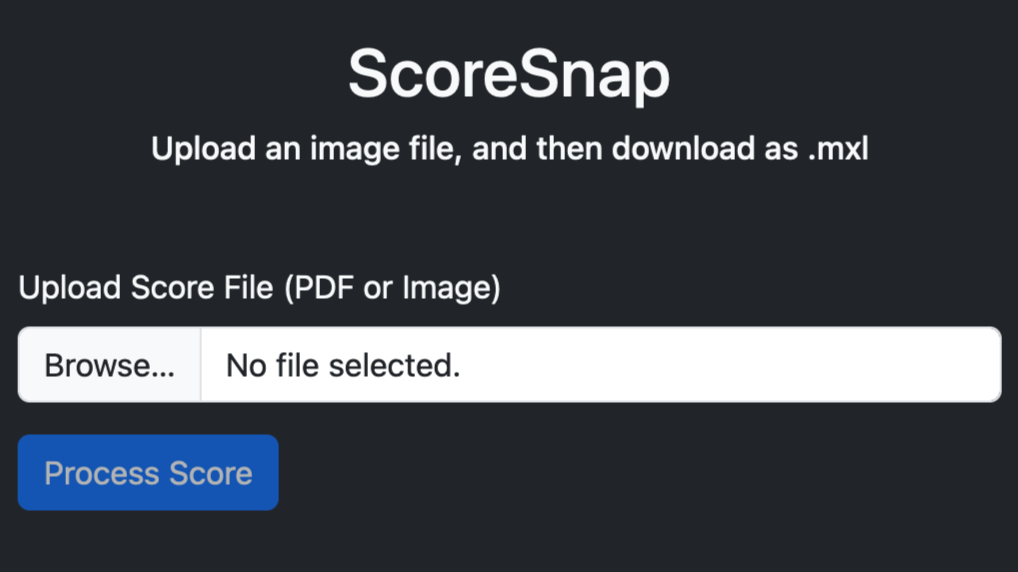 ScoreSnap
Upload an image file, and then download as .mxl
Upload Score File (PDF or Image)
Browse... No file selected.
Process Score